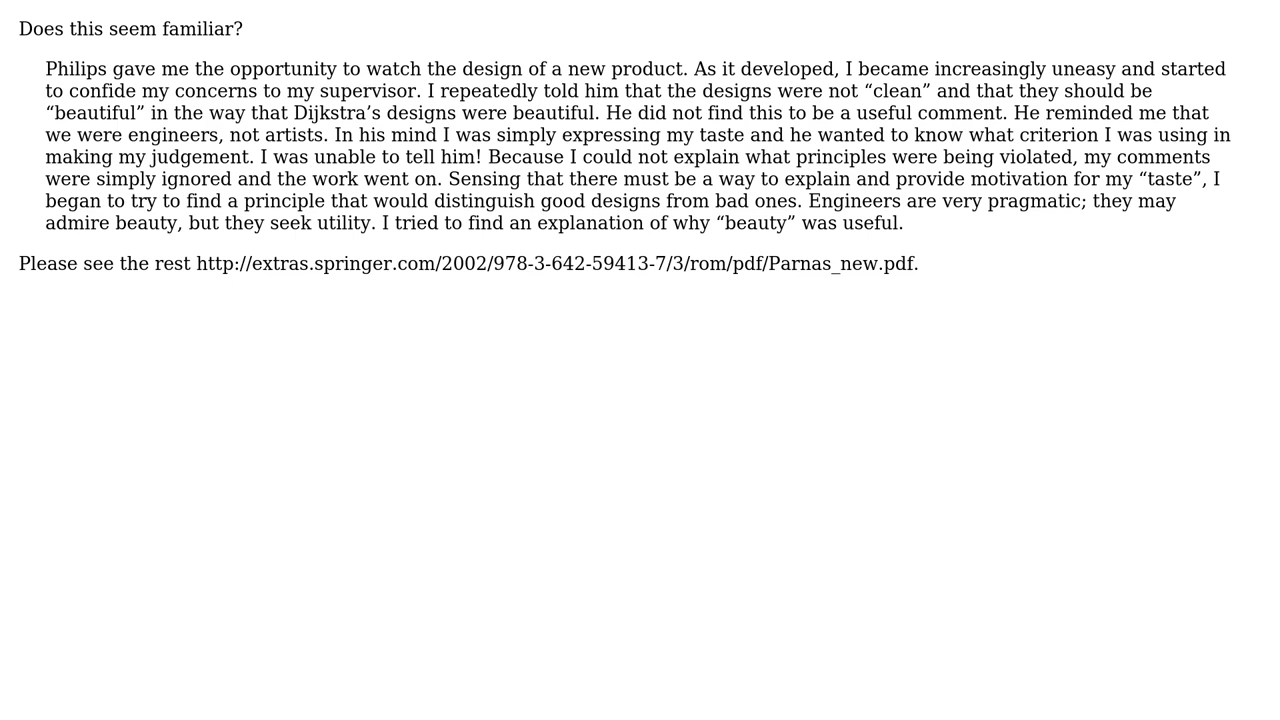 Does this seem familiar?
Philips gave me the opportunity to watch the design of a new product. As it developed, I became increasingly uneasy and started
to confide my concerns to my supervisor. I repeatedly told him that the designs were not “clean” and that they should be
“beautiful” in the way that Dijkstra’s designs were beautiful. He did not find this to be a useful comment. He reminded me that
we were engineers, not artists. In his mind I was simply expressing my taste and he wanted to know what criterion I was using in
making my judgement. I was unable to tell him! Because I could not explain what principles were being violated, my comments
were simply ignored and the work went on. Sensing that there must be a way to explain and provide motivation for my “taste”, I
began to try to find a principle that would distinguish good designs from bad ones. Engineers are very pragmatic; they may
admire beauty, but they seek utility. I tried to find an explanation of why “beauty” was useful.
Please see the rest http://extras.springer.com/2002/978-3-642-59413-7/3/rom/pdf/Parnas_new.pdf.